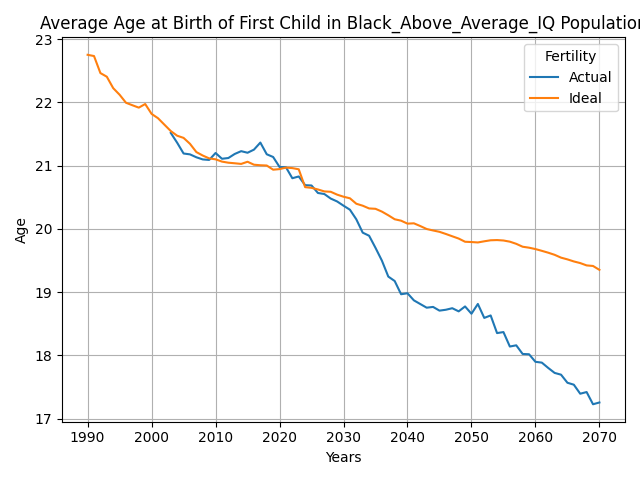 Average Age at Birth of First Child in Black_Above_Average_IQ Population
Fertility
Actual
Ideal
Age
23
22
21
20
19
18
17
1990 2000 2010 2020 2030 2040 2050 2060 2070
Years